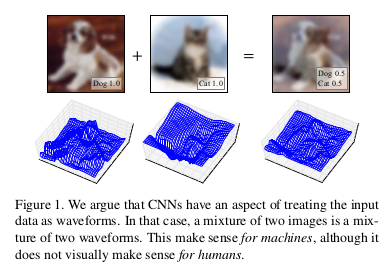 + =
Dog 1.0 Cat 1.0 Dog 0.5
Cat 0.5
Figure 1. We argue that CNNs have an aspect of treating the input
data as waveforms. In that case, a mixture of two images is a mix-
ture of two waveforms. This make sense for machines, although it
does not visually make sense for humans.